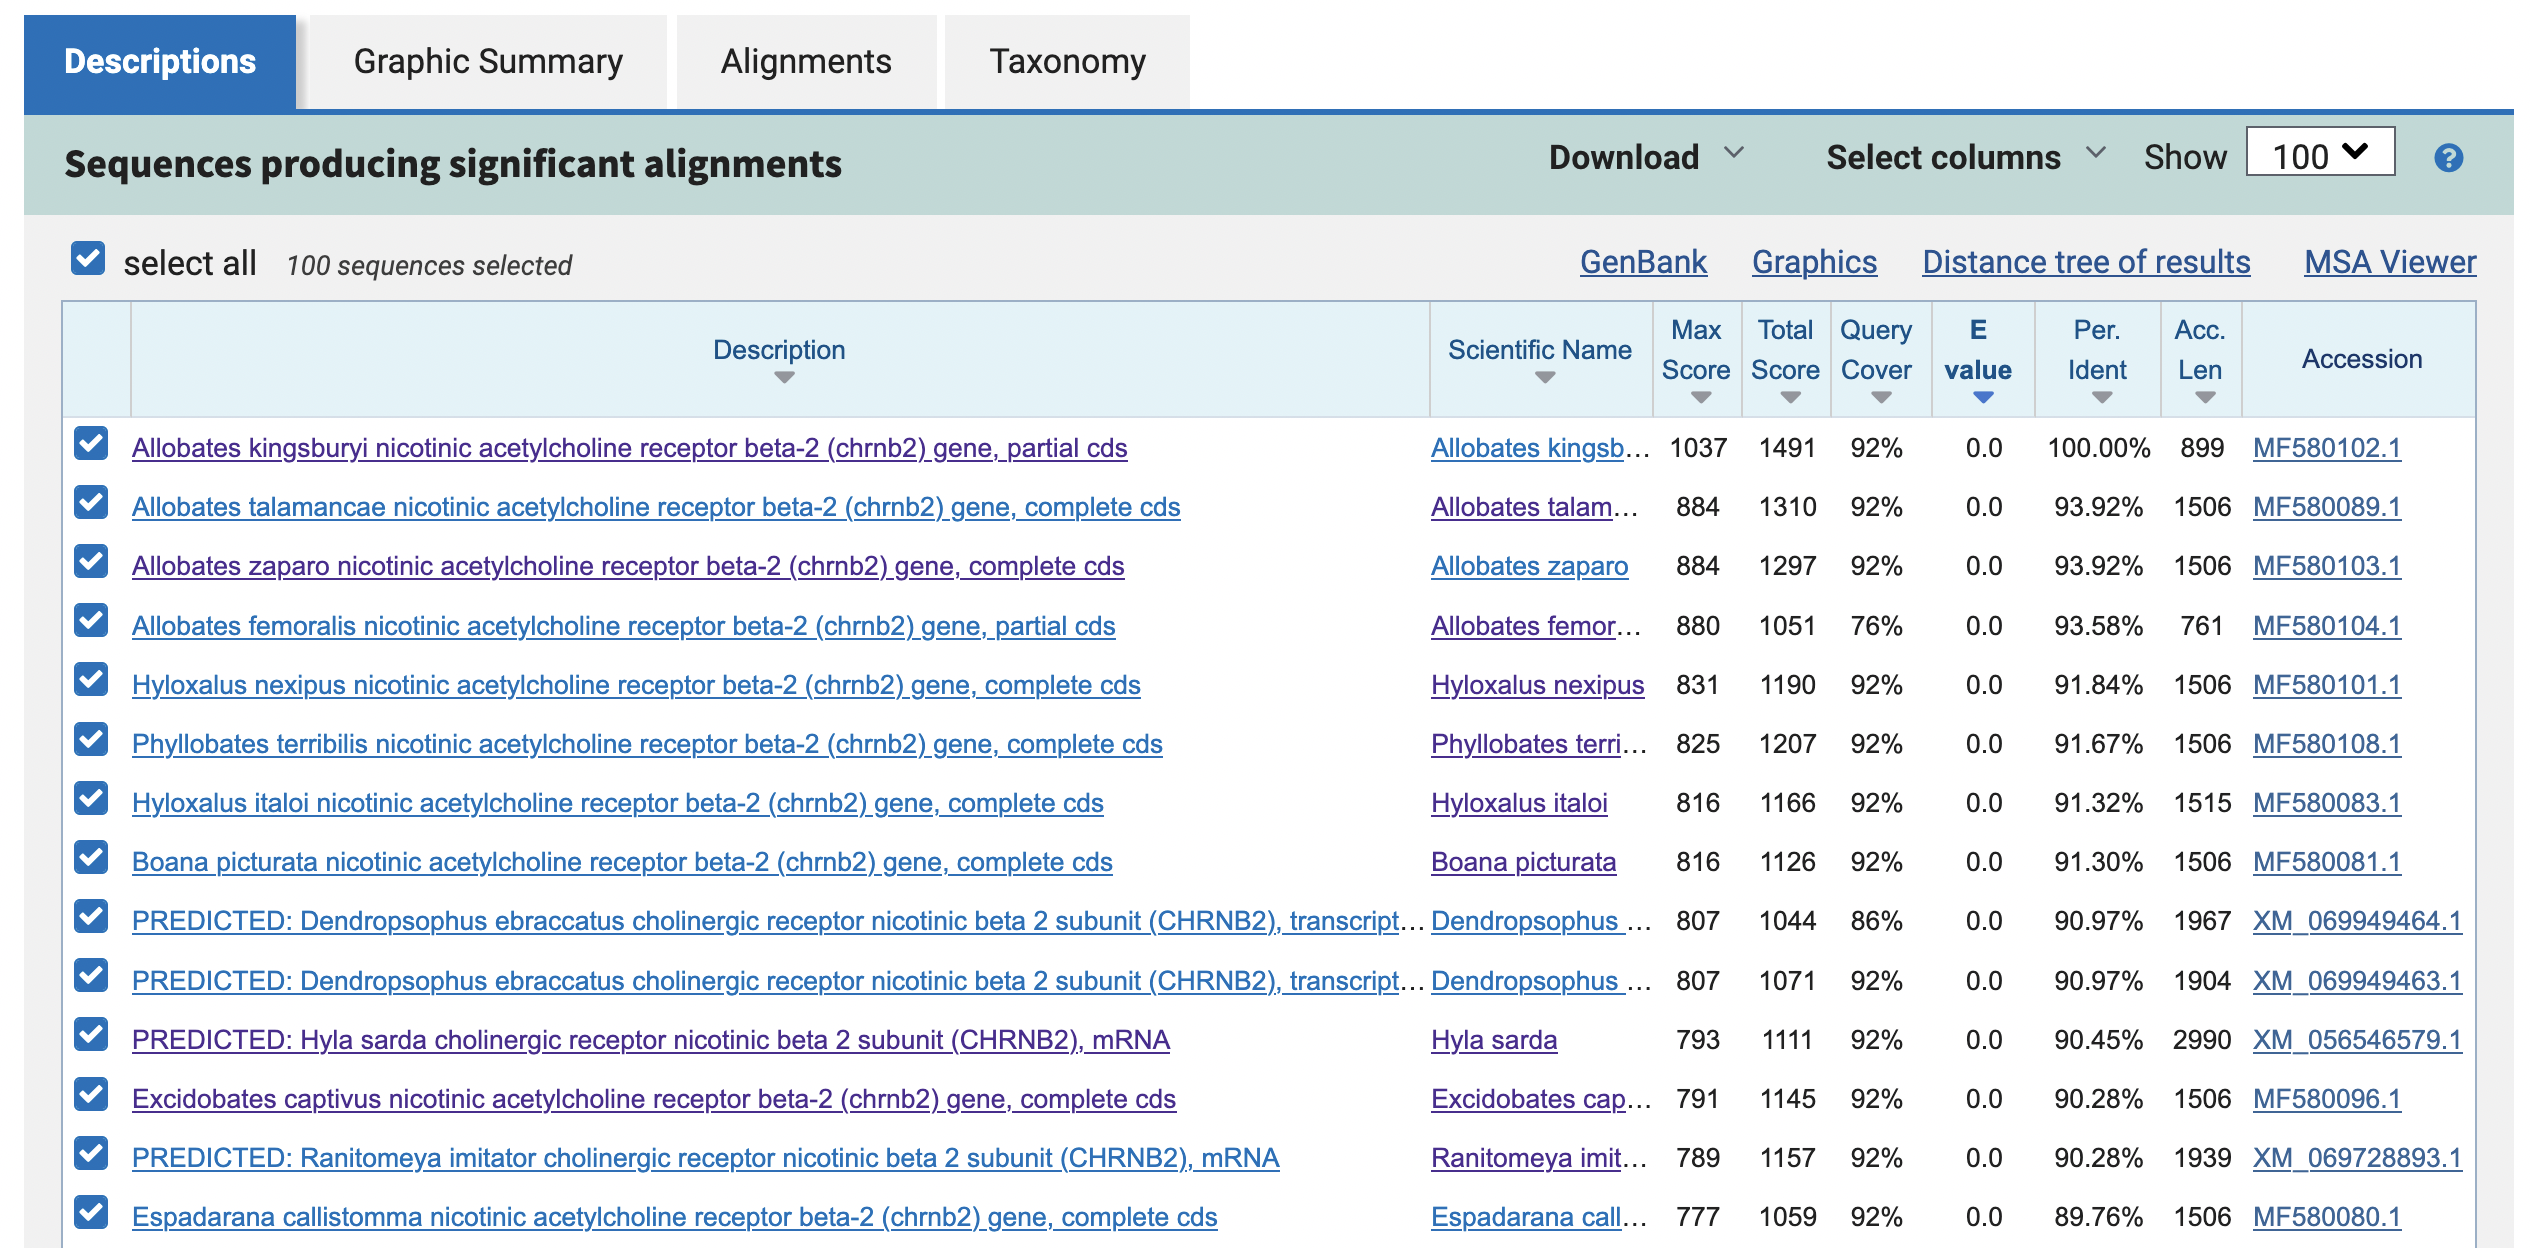 Descriptions Graphic Summary Alignments Taxonomy
Sequences producing significant alignments Download Select columns Show 100 ?
select all 100 sequences selected GenBank Graphics Distance tree of results MSA Viewer
Description Scientific Name Max Score Total Score Query Cover E value Per. Ident Acc. Len Accession
Allobates kingsburyi nicotinic acetylcholine receptor beta-2 (chrnb2) gene, partial cds Allobates kingsb... 1037 1491 92% 0.0 100.00% 899 MF580102.1
Allobates talamancae nicotinic acetylcholine receptor beta-2 (chrnb2) gene, complete cds Allobates talam... 884 1310 92% 0.0 93.92% 1506 MF580089.1
Allobates zaparo nicotinic acetylcholine receptor beta-2 (chrnb2) gene, complete cds Allobates zaparo 884 1297 92% 0.0 93.92% 1506 MF580103.1
Allobates femoralis nicotinic acetylcholine receptor beta-2 (chrnb2) gene, partial cds Allobates femor... 880 1051 76% 0.0 93.58% 761 MF580104.1
Hyloxalus nexipus nicotinic acetylcholine receptor beta-2 (chrnb2) gene, complete cds Hyloxalus nexipus 831 1190 92% 0.0 91.84% 1506 MF580101.1
Phyllobates terribilis nicotinic acetylcholine receptor beta-2 (chrnb2) gene, complete cds Phyllobates terri... 825 1207 92% 0.0 91.67% 1506 MF580108.1
Hyloxalus italoi nicotinic acetylcholine receptor beta-2 (chrnb2) gene, complete cds Hyloxalus italoi 816 1166 92% 0.0 91.32% 1515 MF580083.1
Boana picturata nicotinic acetylcholine receptor beta-2 (chrnb2) gene, complete cds Boana picturata 816 1126 92% 0.0 91.30% 1506 MF580081.1
PREDICTED: Dendropsophus ebraccatus cholinergic receptor nicotinic beta 2 subunit (CHRNB2), transcript... Dendropsophus ... 807 1044 86% 0.0 90.97% 1967 XM_069949464.1
PREDICTED: Dendropsophus ebraccatus cholinergic receptor nicotinic beta 2 subunit (CHRNB2), transcript... Dendropsophus ... 807 1071 92% 0.0 90.97% 1904 XM_069949463.1
PREDICTED: Hyla sarda cholinergic receptor nicotinic beta 2 subunit (CHRNB2), mRNA Hyla sarda 793 1111 92% 0.0 90.45% 2990 XM_056546579.1
Excidobates captivus nicotinic acetylcholine receptor beta-2 (chrnb2) gene, complete cds Excidobates cap... 791 1145 92% 0.0 90.28% 1506 MF580096.1
PREDICTED: Ranitomeya imitator cholinergic receptor nicotinic beta 2 subunit (CHRNB2), mRNA Ranitomeya imit... 789 1157 92% 0.0 90.28% 1939 XM_069728893.1
Espadarana callistomma nicotinic acetylcholine receptor beta-2 (chrnb2) gene, complete cds Espadarana call... 777 1059 92% 0.0 89.76% 1506 MF580080.1